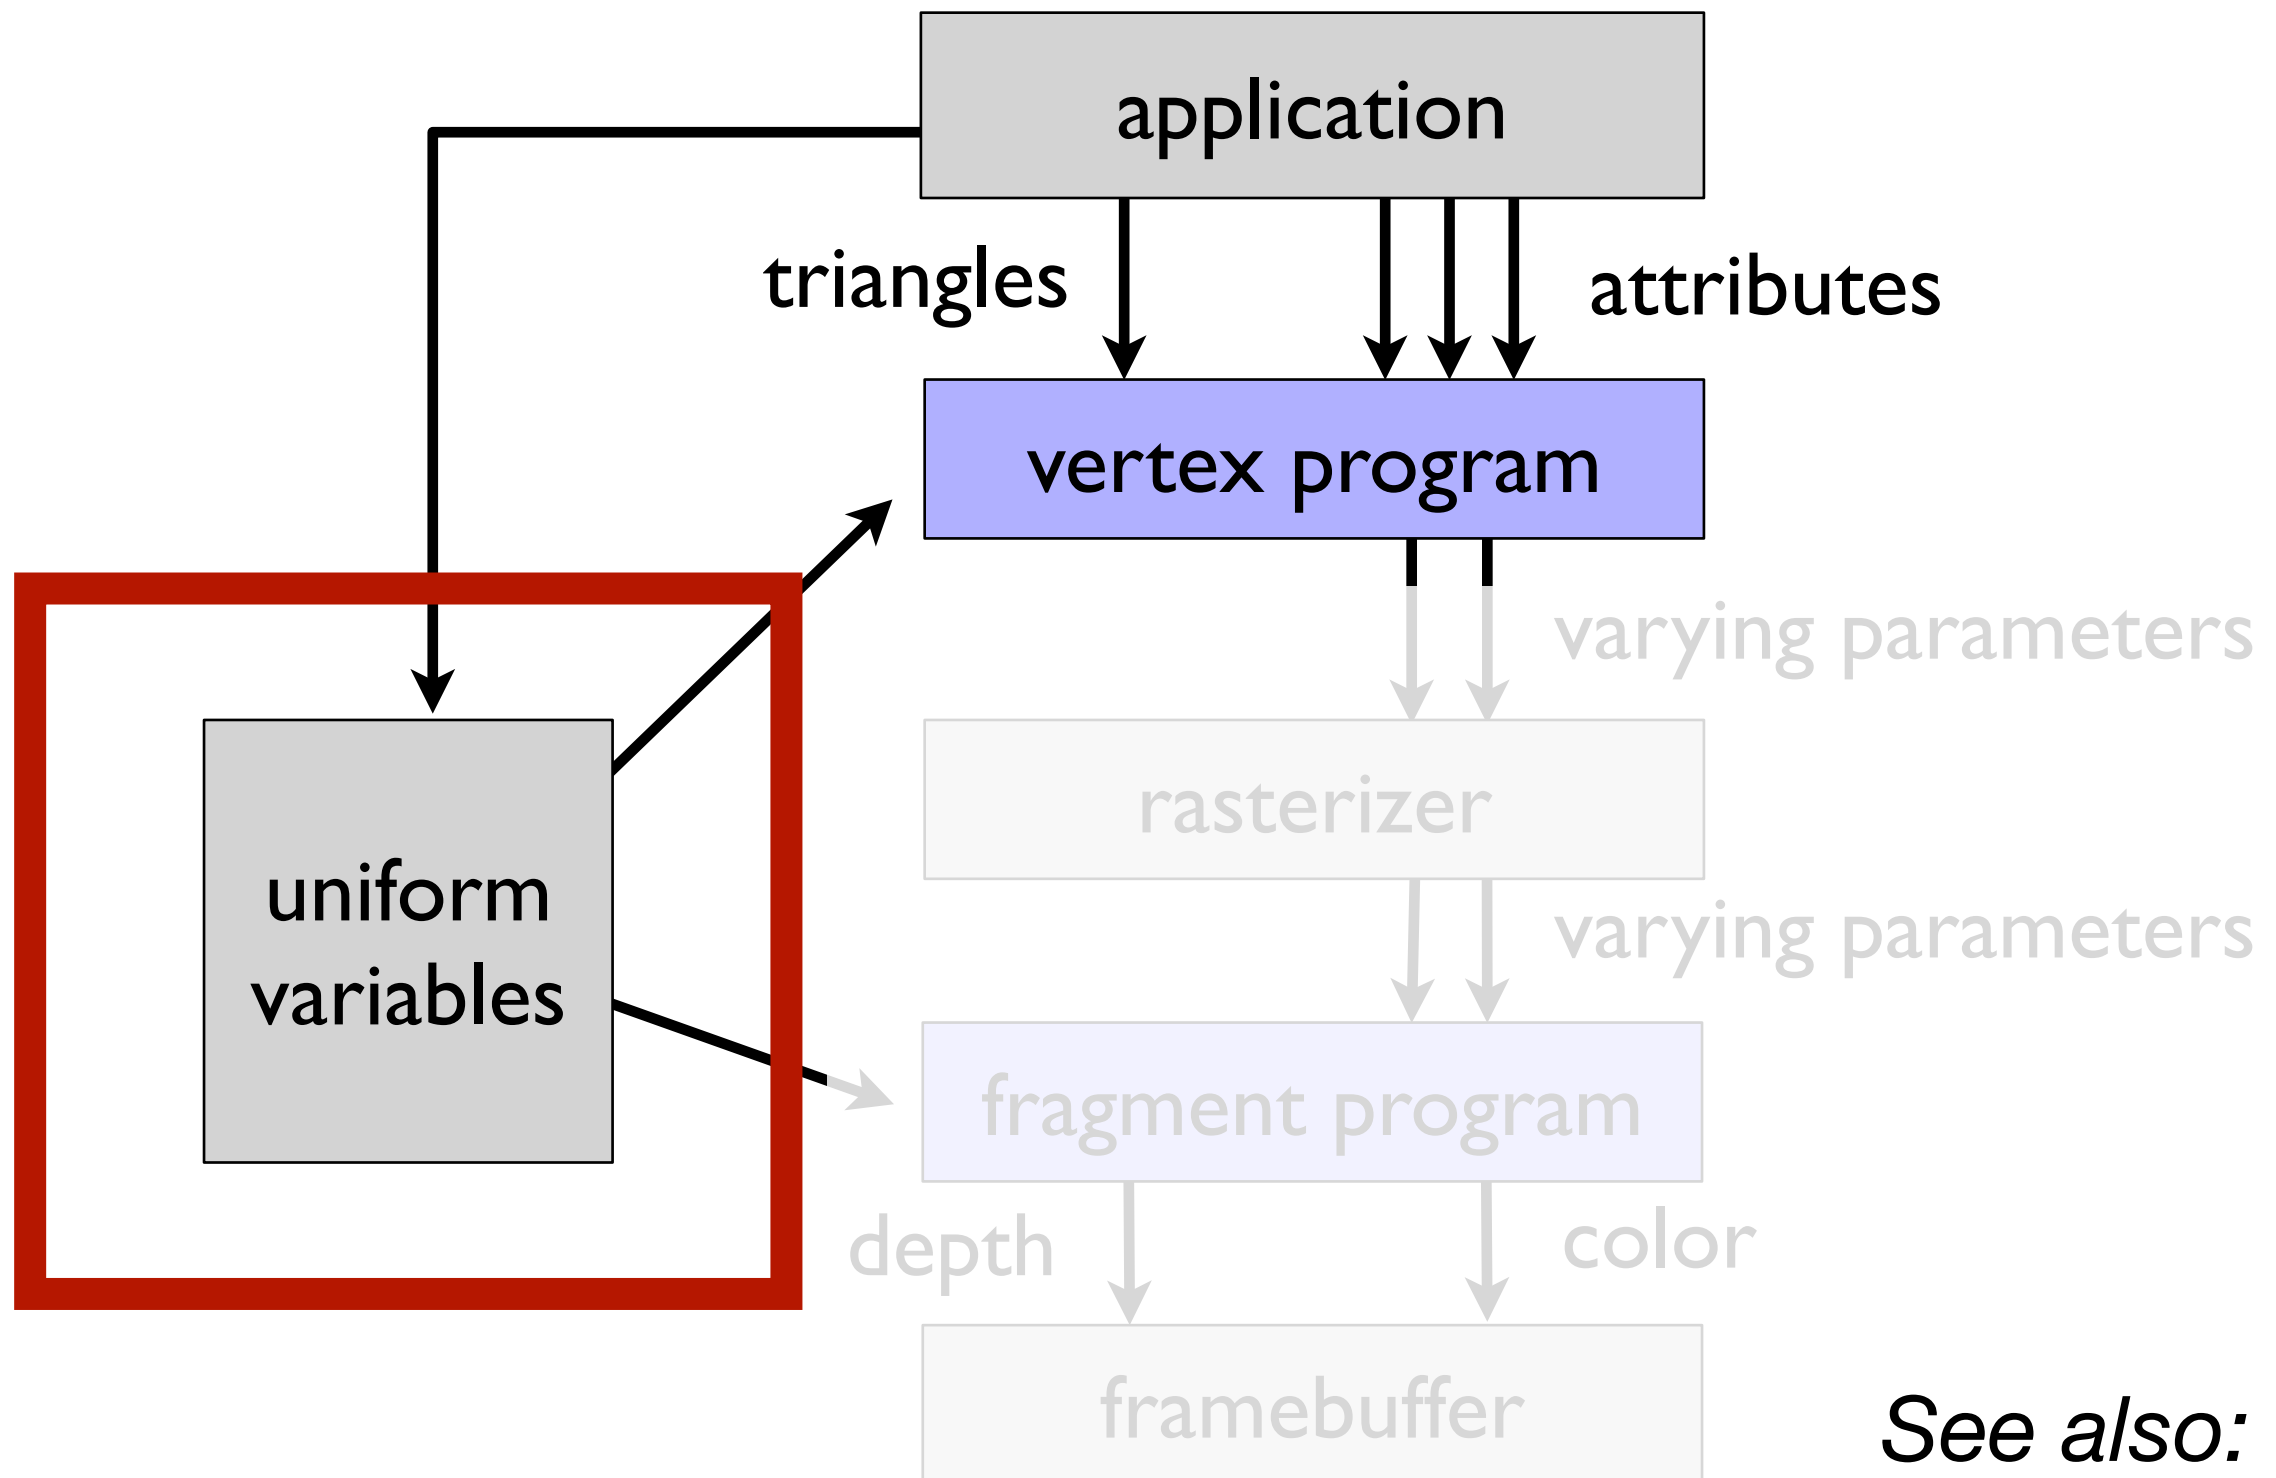 application
triangles
attributes
vertex program
varying parameters
rasterizer
uniform
variables
varying parameters
fragment program
depth
color
framebuffer
See also: